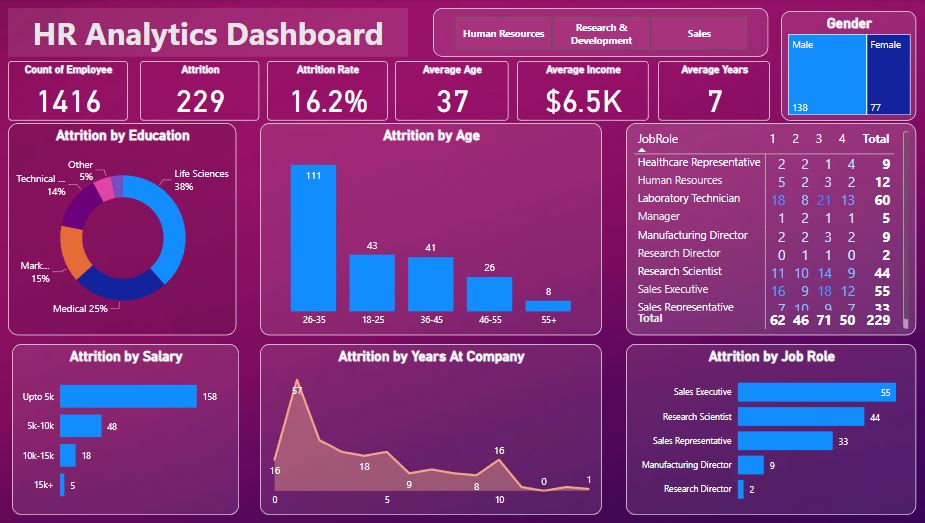 HR Analytics Dashboard
Human Resources
Research &
Development
Sales
Gender
Male
138
Female
77
Count of Employee
1416
Attrition
229
Attrition Rate
16.2%
Average Age
37
Average Income
$6.5K
Average Years
7
Attrition by Education
Other
5%
Technical ...
14%
Mark...
15%
Medical 25%
Life Sciences
38%
Attrition by Age
111
43
41
26
8
26-35 18-25 36-45 46-55 55+
JobRole 1 2 3 4 Total
Healthcare Representative 2 2 1 4 9
Human Resources 5 2 3 2 12
Laboratory Technician 18 8 21 13 60
Manager 1 2 1 1 5
Manufacturing Director 2 2 3 2 9
Research Director 0 1 1 0 2
Research Scientist 11 10 14 9 44
Sales Executive 16 9 18 12 55
Sales Representative 7 10 9 7 33
Total 62 46 71 50 229
Attrition by Salary
Upto 5k 158
5k-10k 48
10k-15k 18
15k+ 5
Attrition by Years At Company
57
16
18
9
8
16
0
1
0 5 10
Attrition by Job Role
Sales Executive 55
Research Scientist 44
Sales Representative 33
Manufacturing Director 9
Research Director 2